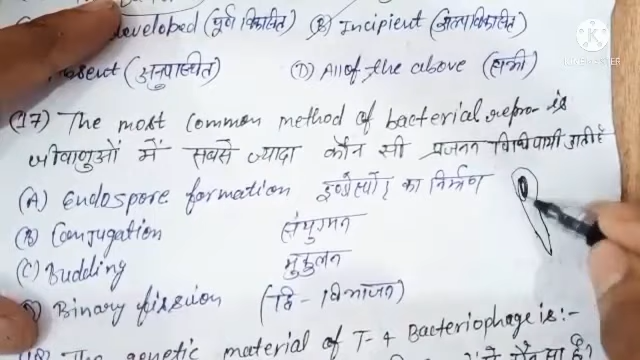 developed (पूर्ण विकसित) (B) Incipient (अल्पविकसित)
(अनुपस्थित) (D) All of the above (सभी)
(17) The most common method of bacterial repro- is
जीवाणुओं में सबसे ज्यादा कौन सी प्रजनन विधि पायी जाती है
(A) Endospore formation इण्डोस्पोर का निर्माण
(B) Conjugation संयुग्मन
(C) Budding मुकुलन
Binary fission (द्वि-विभाजन)
The genetic material of T-4 Bacteriophage is:-
KINEMASTER